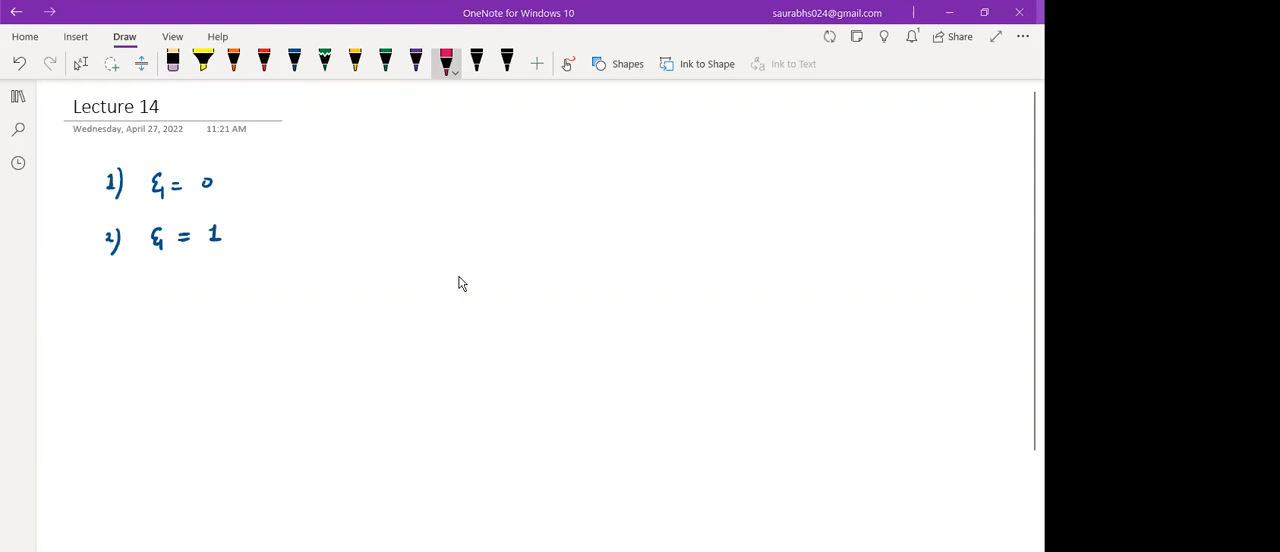 OneNote for Windows 10
saurabhs024@gmail.com
Home Insert Draw View Help
Share
Shapes Ink to Shape Ink to Text
Lecture 14
Wednesday, April 27, 2022 11:21 AM
1) ξ = 0
2) ξ = 1